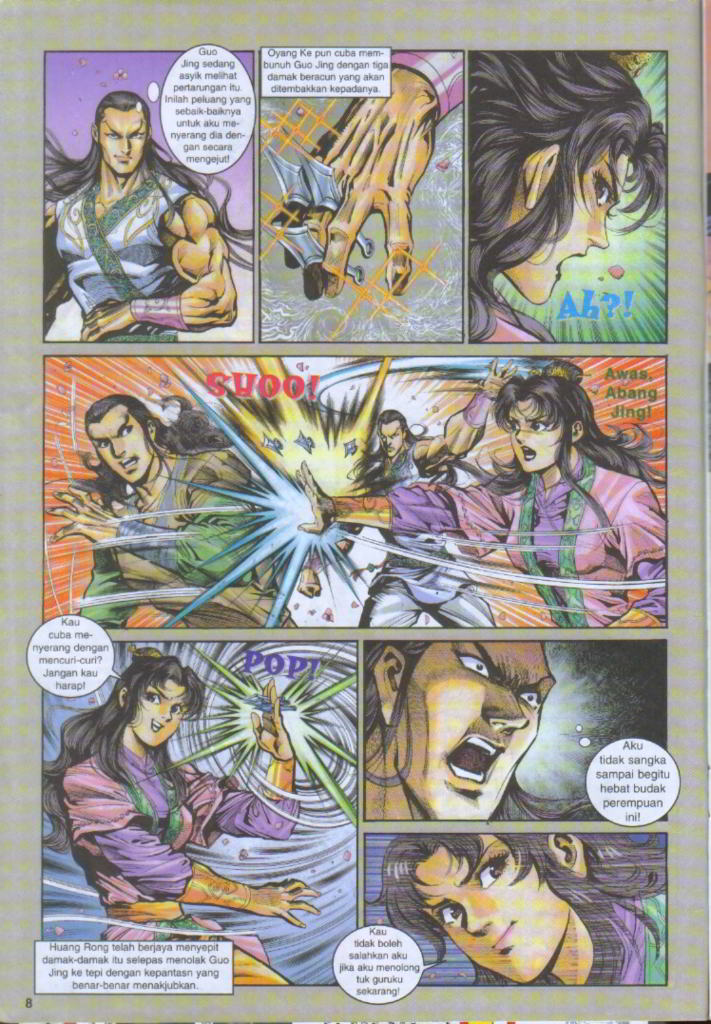 Guo
Jing sedang
asyik melihat
pertarungan itu.
Inilah peluang yang
sebaik-baiknya
untuk aku me-
nyerang dia den-
gan secara
mengejut!
Oyang Ke pun cuba mem-
bunuh Guo Jing dengan tiga
damak beracun yang akan
ditembakkan kepadanya.
Ah?!
SHOO!
Awas,
Abang
Jing!
Kau
cuba me-
nyerang dengan
mencuri-curi?
Jangan kau
harap!
POP!
Aku
tidak sangka
sampai begitu
hebat budak
perempuan
ini!
Huang Rong telah berjaya menyepit
damak-damak itu selepas menolak Guo
Jing ke tepi dengan kepantasn yang
benar-benar menakjubkan.
Kau
tidak boleh
salahkan aku
jika aku menolong
tuk guruku
sekarang!
8